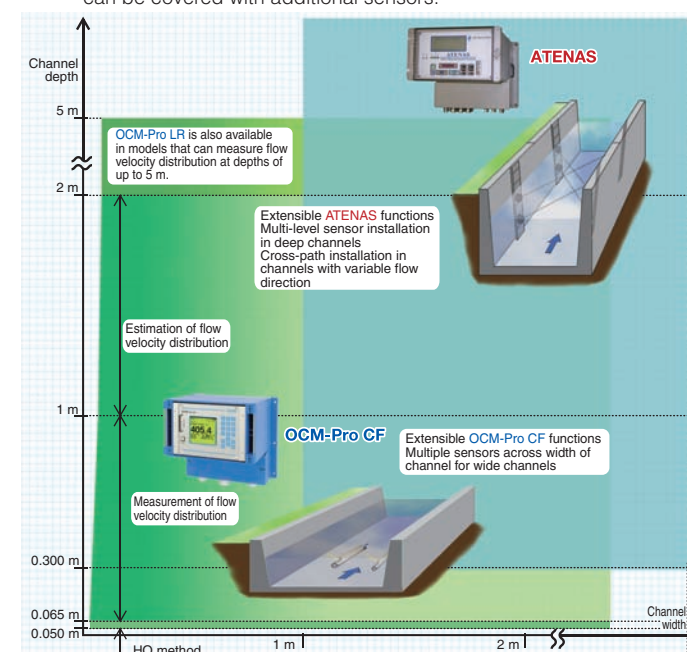 can be covered with additional sensors.
Channel
depth
ATENAS
5 m
OCM-Pro LR is also available
in models that can measure flow
velocity distribution at depths of
up to 5 m.
2 m
Extensible ATENAS functions
Multi-level sensor installation
in deep channels
Cross-path installation in
channels with variable flow
direction
Estimation of flow
velocity distribution
1 m
405.4
OCM-Pro CF
Extensible OCM-Pro CF functions
Multiple sensors across width of
channel for wide channels
Measurement of flow
velocity distribution
0.300 m
0.065 m
0.050 m
Channel
width
HQ method
1 m
2 m